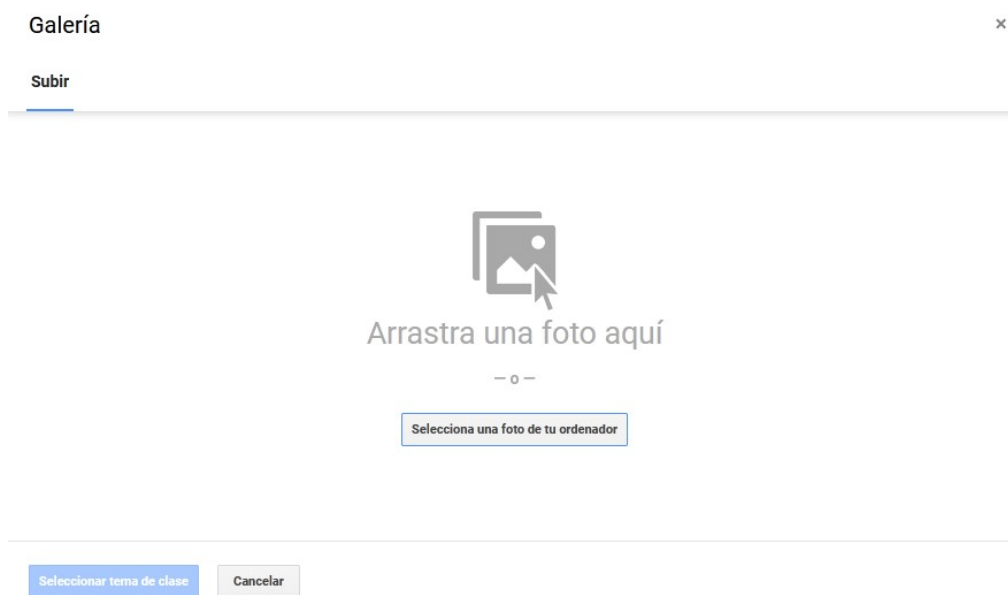 Galería
×
Subir
Arrastra una foto aquí
— o —
Selecciona una foto de tu ordenador
Seleccionar tema de clase
Cancelar